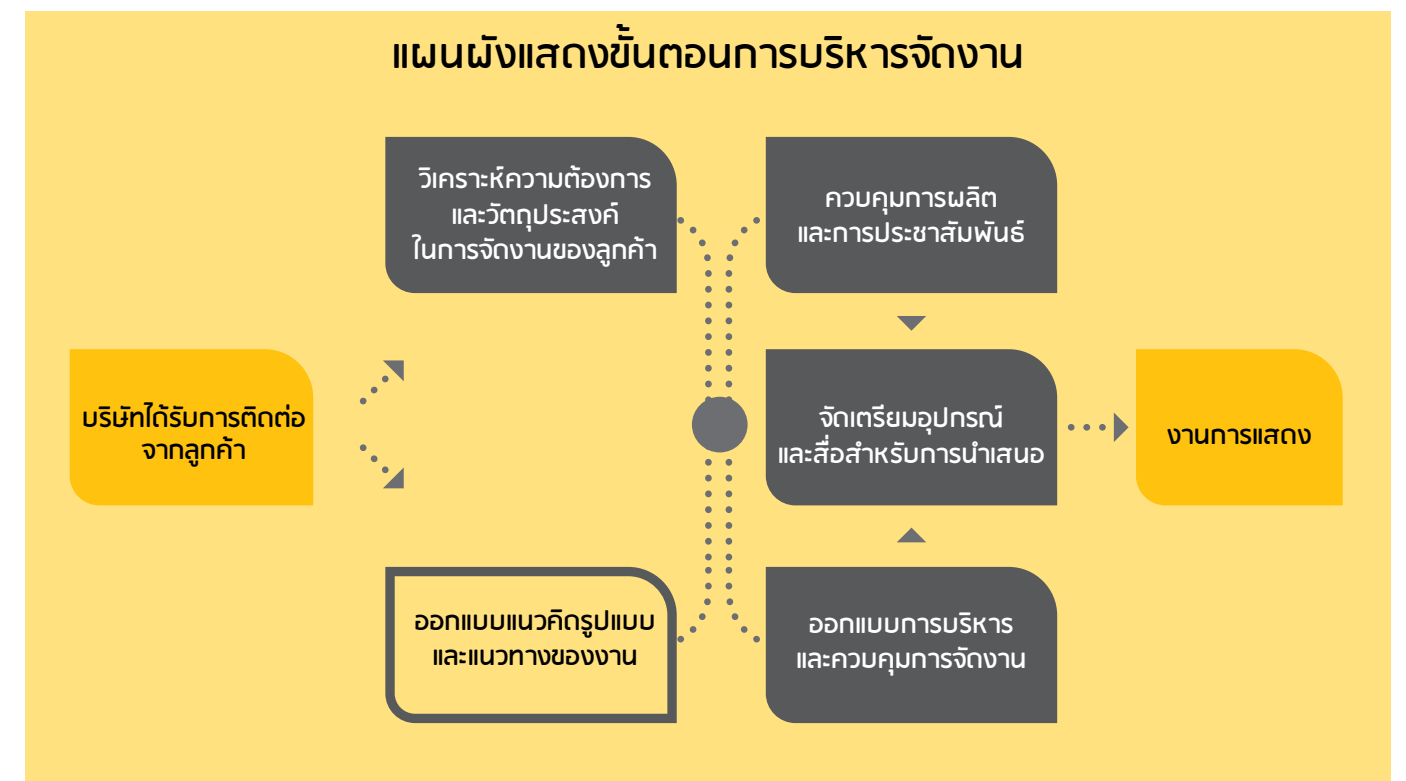 แผนผังแสดงขั้นตอนการบริหารจัดงาน
บริษัทได้รับการติดต่อ
จากลูกค้า
วิเคราะห์ความต้องการ
และวัตถุประสงค์
ในการจัดงานของลูกค้า
ออกแบบแนวคิดรูปแบบ
และแนวทางของงาน
ควบคุมการผลิต
และการประชาสัมพันธ์
จัดเตรียมอุปกรณ์
และสื่อสำหรับการนำเสนอ
ออกแบบการบริหาร
และควบคุมการจัดงาน
งานการแสดง